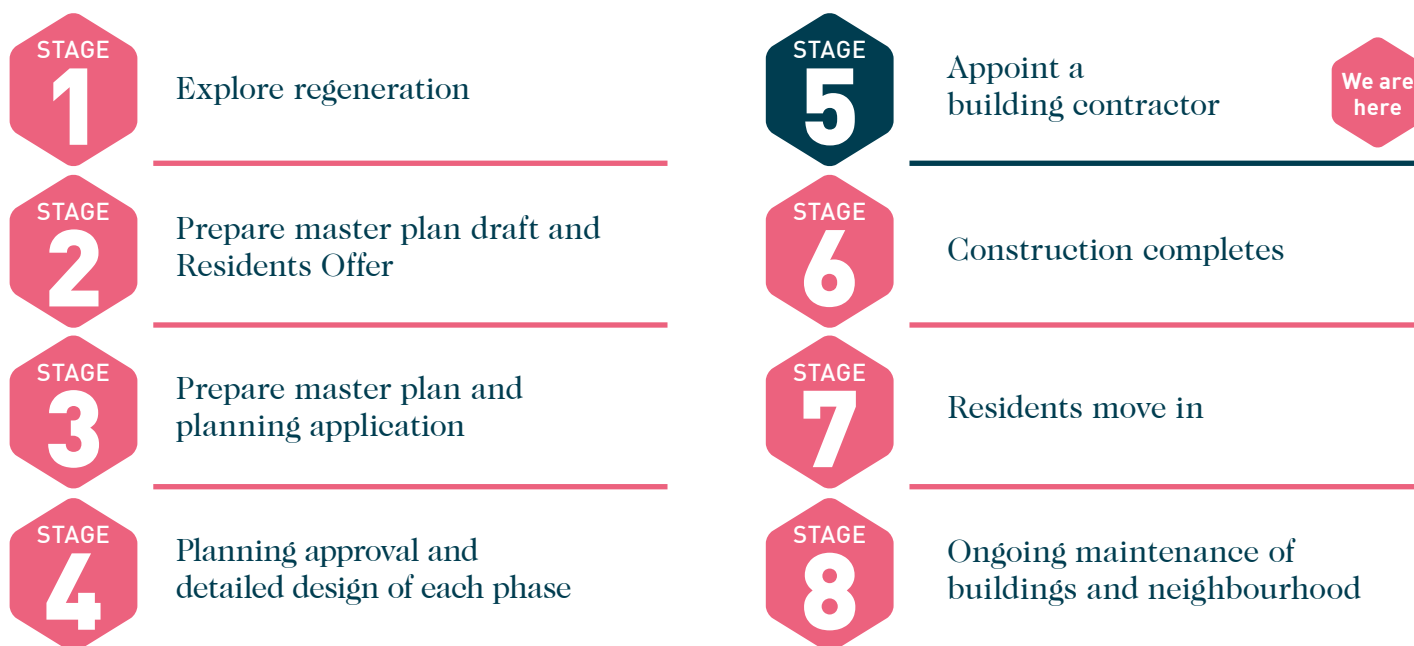 STAGE
1
Explore regeneration
STAGE
2
Prepare master plan draft and
Residents Offer
STAGE
3
Prepare master plan and
planning application
STAGE
4
Planning approval and
detailed design of each phase
STAGE
5
Appoint a
building contractor
We are
here
STAGE
6
Construction completes
STAGE
7
Residents move in
STAGE
8
Ongoing maintenance of
buildings and neighbourhood